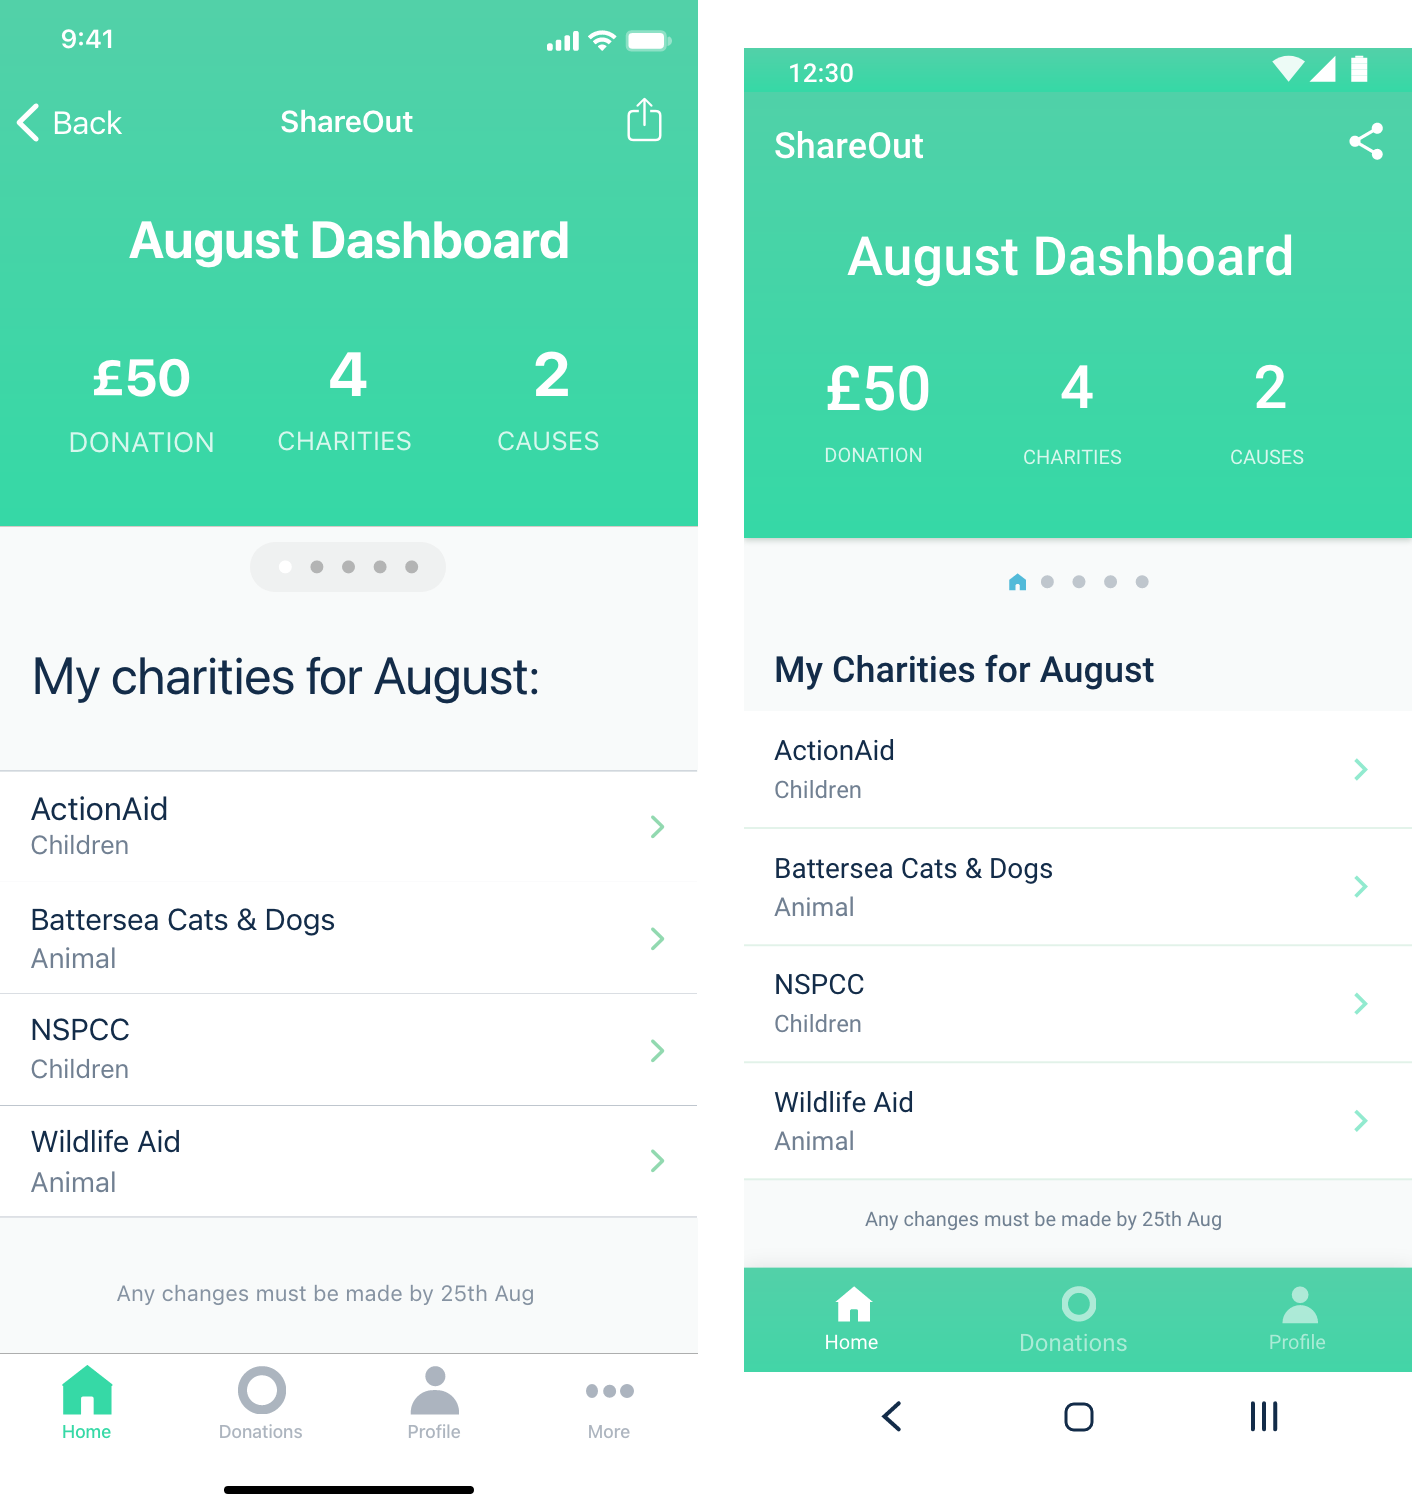 9:41
Back
ShareOut
August Dashboard
£50
4
2
DONATION
CHARITIES
CAUSES
My charities for August:
ActionAid
Children
Battersea Cats & Dogs
Animal
NSPCC
Children
Wildlife Aid
Animal
Any changes must be made by 25th Aug
Home
Donations
Profile
More
12:30
ShareOut
August Dashboard
£50
4
2
DONATION
CHARITIES
CAUSES
My Charities for August
ActionAid
Children
Battersea Cats & Dogs
Animal
NSPCC
Children
Wildlife Aid
Animal
Any changes must be made by 25th Aug
Home
Donations
Profile